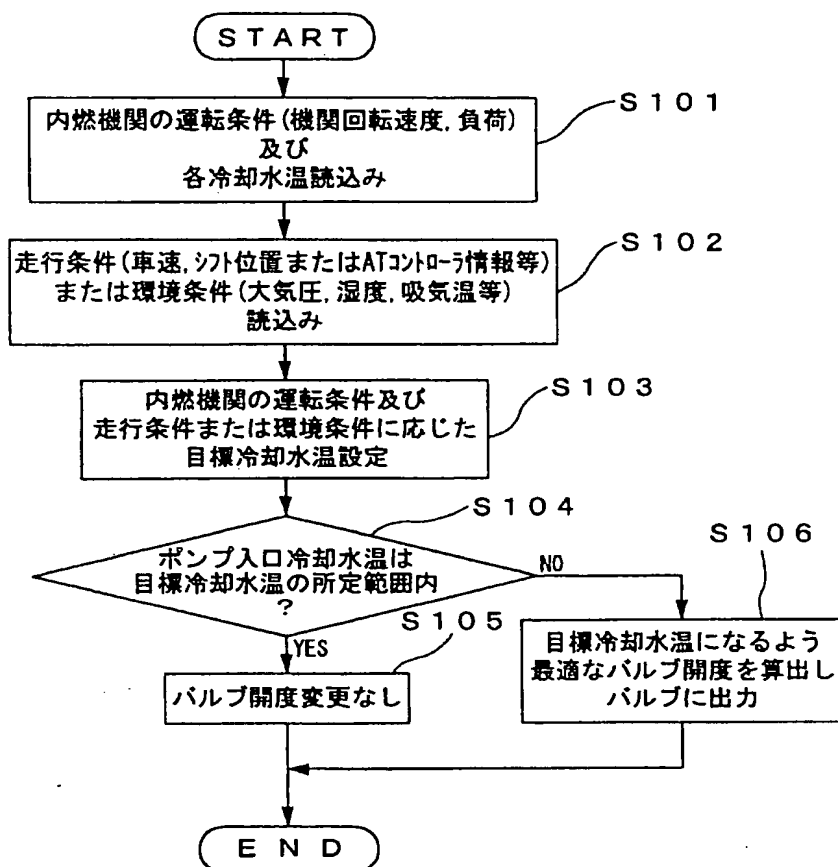 START
S101
内燃機関の運転条件(機関回転速度,負荷)
及び
各冷却水温読込み
S102
走行条件(車速,ｼﾌﾄ位置またはATｺﾝﾄﾛｰﾗ情報等)
または環境条件(大気圧,湿度,吸気温等)
読込み
S103
内燃機関の運転条件及び
走行条件または環境条件に応じた
目標冷却水温設定
S104
ポンプ入口冷却水温は
目標冷却水温の所定範囲内
?
NO
S106
YES
S105
目標冷却水温になるよう
最適なバルブ開度を算出し
バルブに出力
バルブ開度変更なし
END